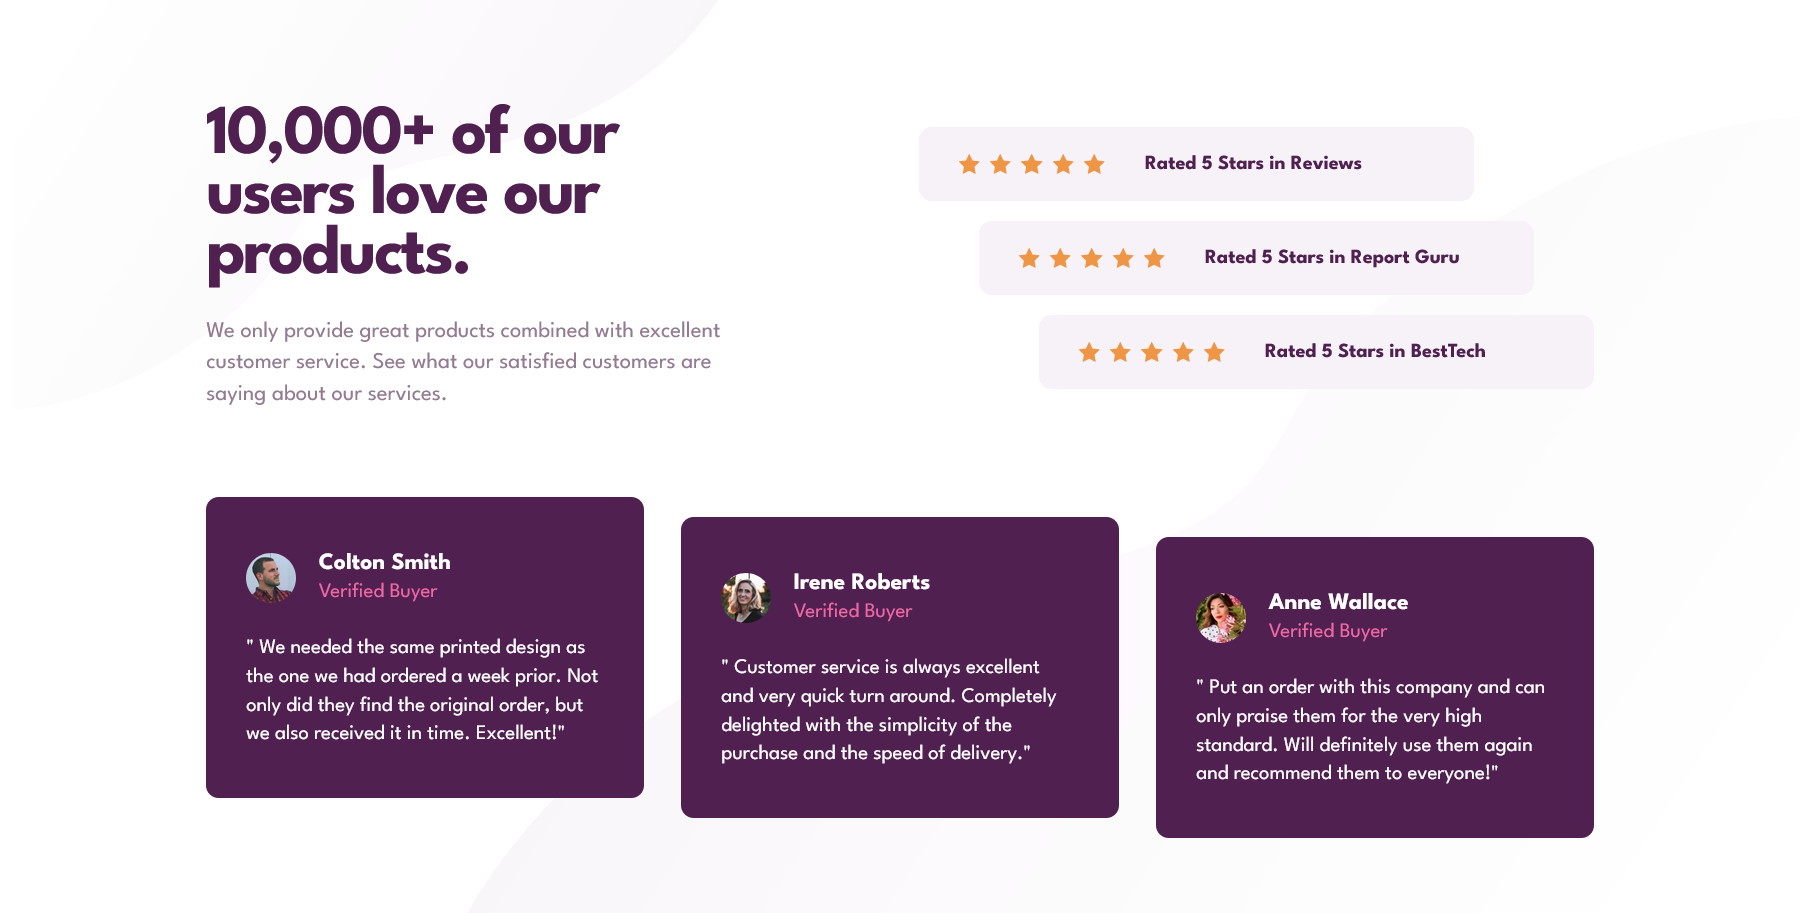 10,000+ of our
users love our
products.
We only provide great products combined with excellent
customer service. See what our satisfied customers are
saying about our services.
Rated 5 Stars in Reviews
Rated 5 Stars in Report Guru
Rated 5 Stars in BestTech
Colton Smith
Verified Buyer
" We needed the same printed design as
the one we had ordered a week prior. Not
only did they find the original order, but
we also received it in time. Excellent!"
Irene Roberts
Verified Buyer
" Customer service is always excellent
and very quick turn around. Completely
delighted with the simplicity of the
purchase and the speed of delivery."
Anne Wallace
Verified Buyer
" Put an order with this company and can
only praise them for the very high
standard. Will definitely use them again
and recommend them to everyone!"